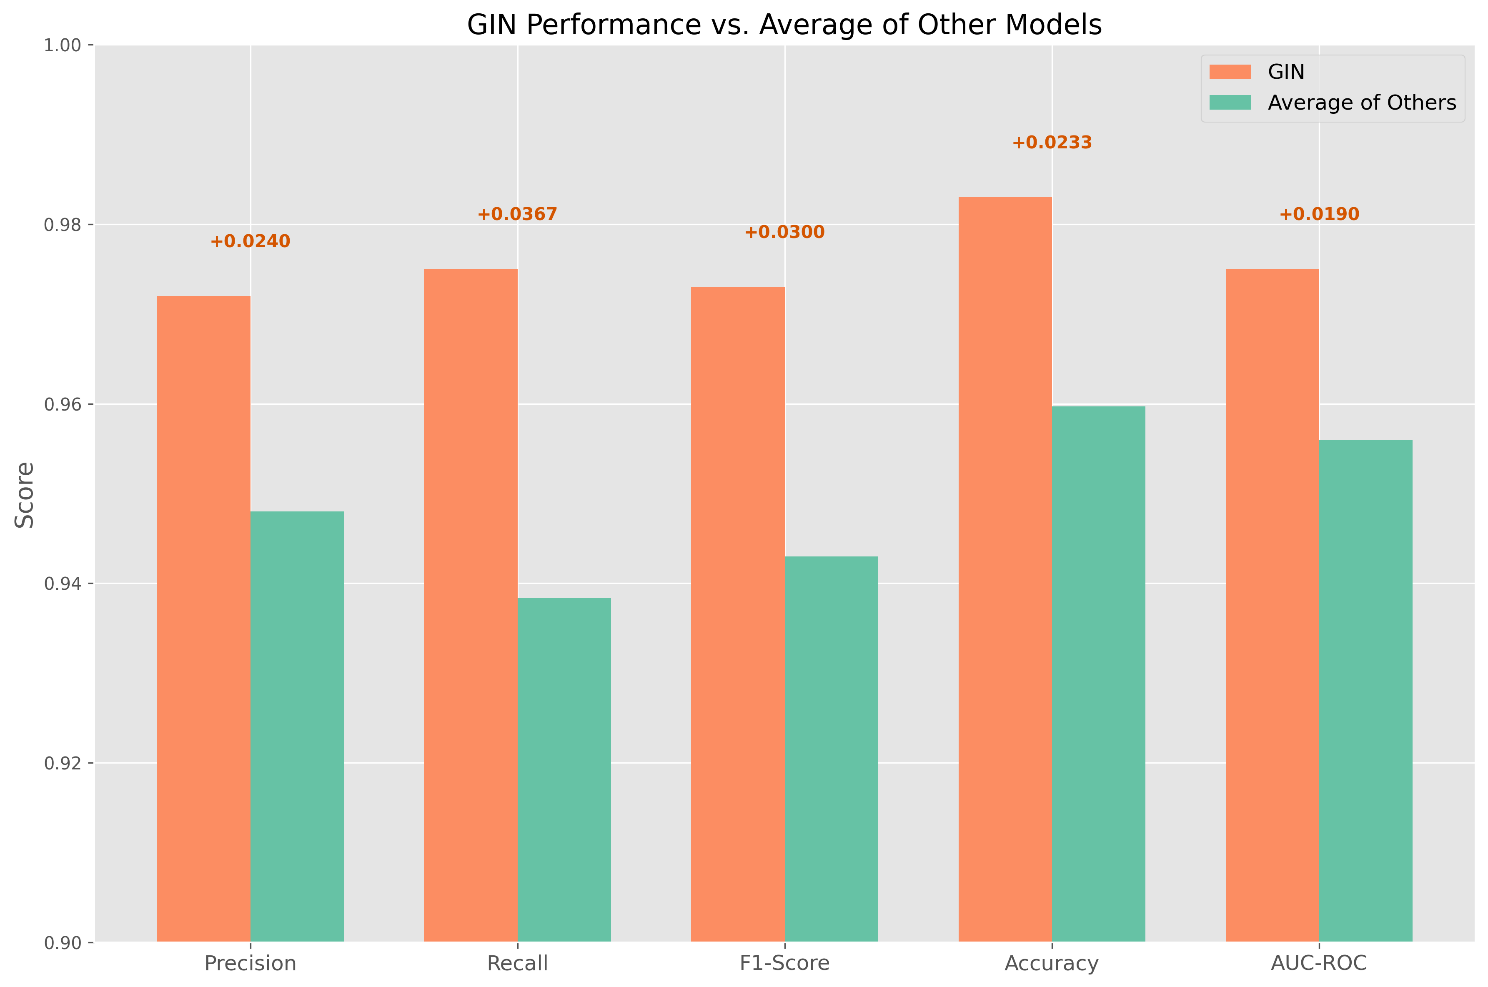 GIN Performance vs. Average of Other Models
GIN
Average of Others
1.00
0.98
0.96
0.94
0.92
0.90
Score
+0.0240
+0.0367
+0.0300
+0.0233
+0.0190
Precision
Recall
F1-Score
Accuracy
AUC-ROC